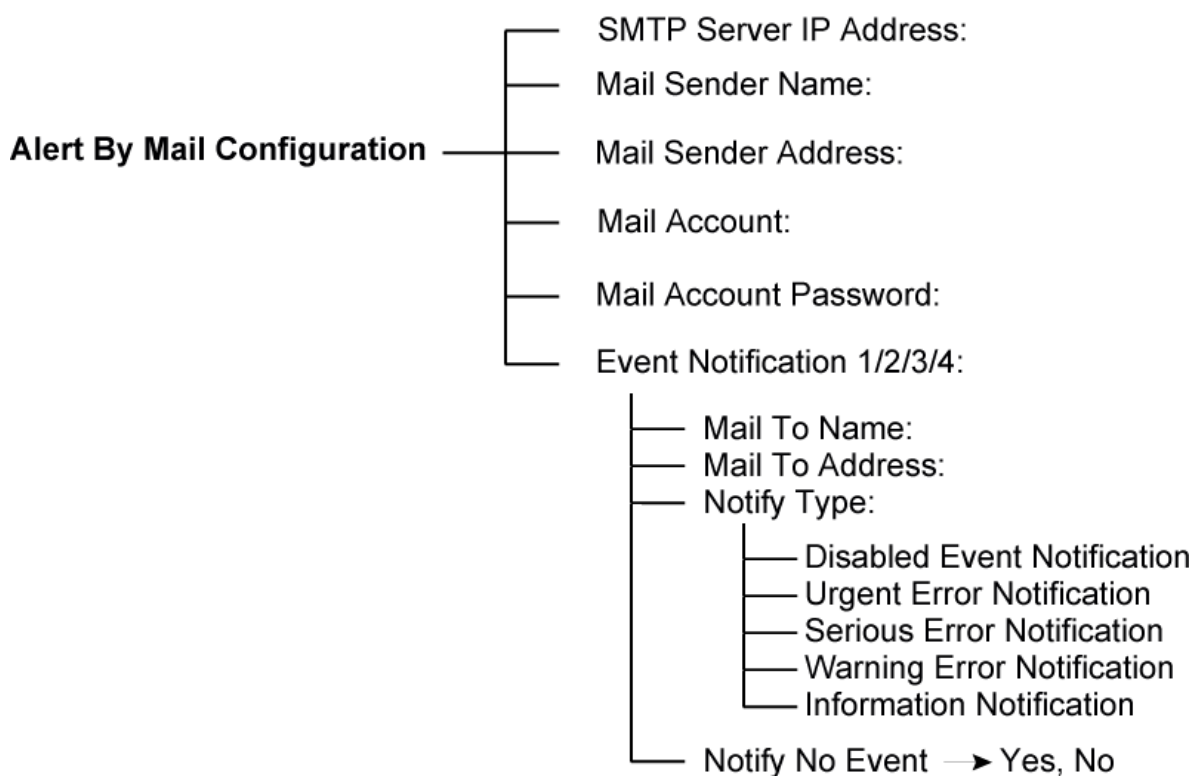 SMTP Server IP Address:
Mail Sender Name:
Alert By Mail Configuration
Mail Sender Address:
Mail Account:
Mail Account Password:
Event Notification 1/2/3/4:
Mail To Name:
Mail To Address:
Notify Type:
Disabled Event Notification
Urgent Error Notification
Serious Error Notification
Warning Error Notification
Information Notification
Notify No Event Yes, No